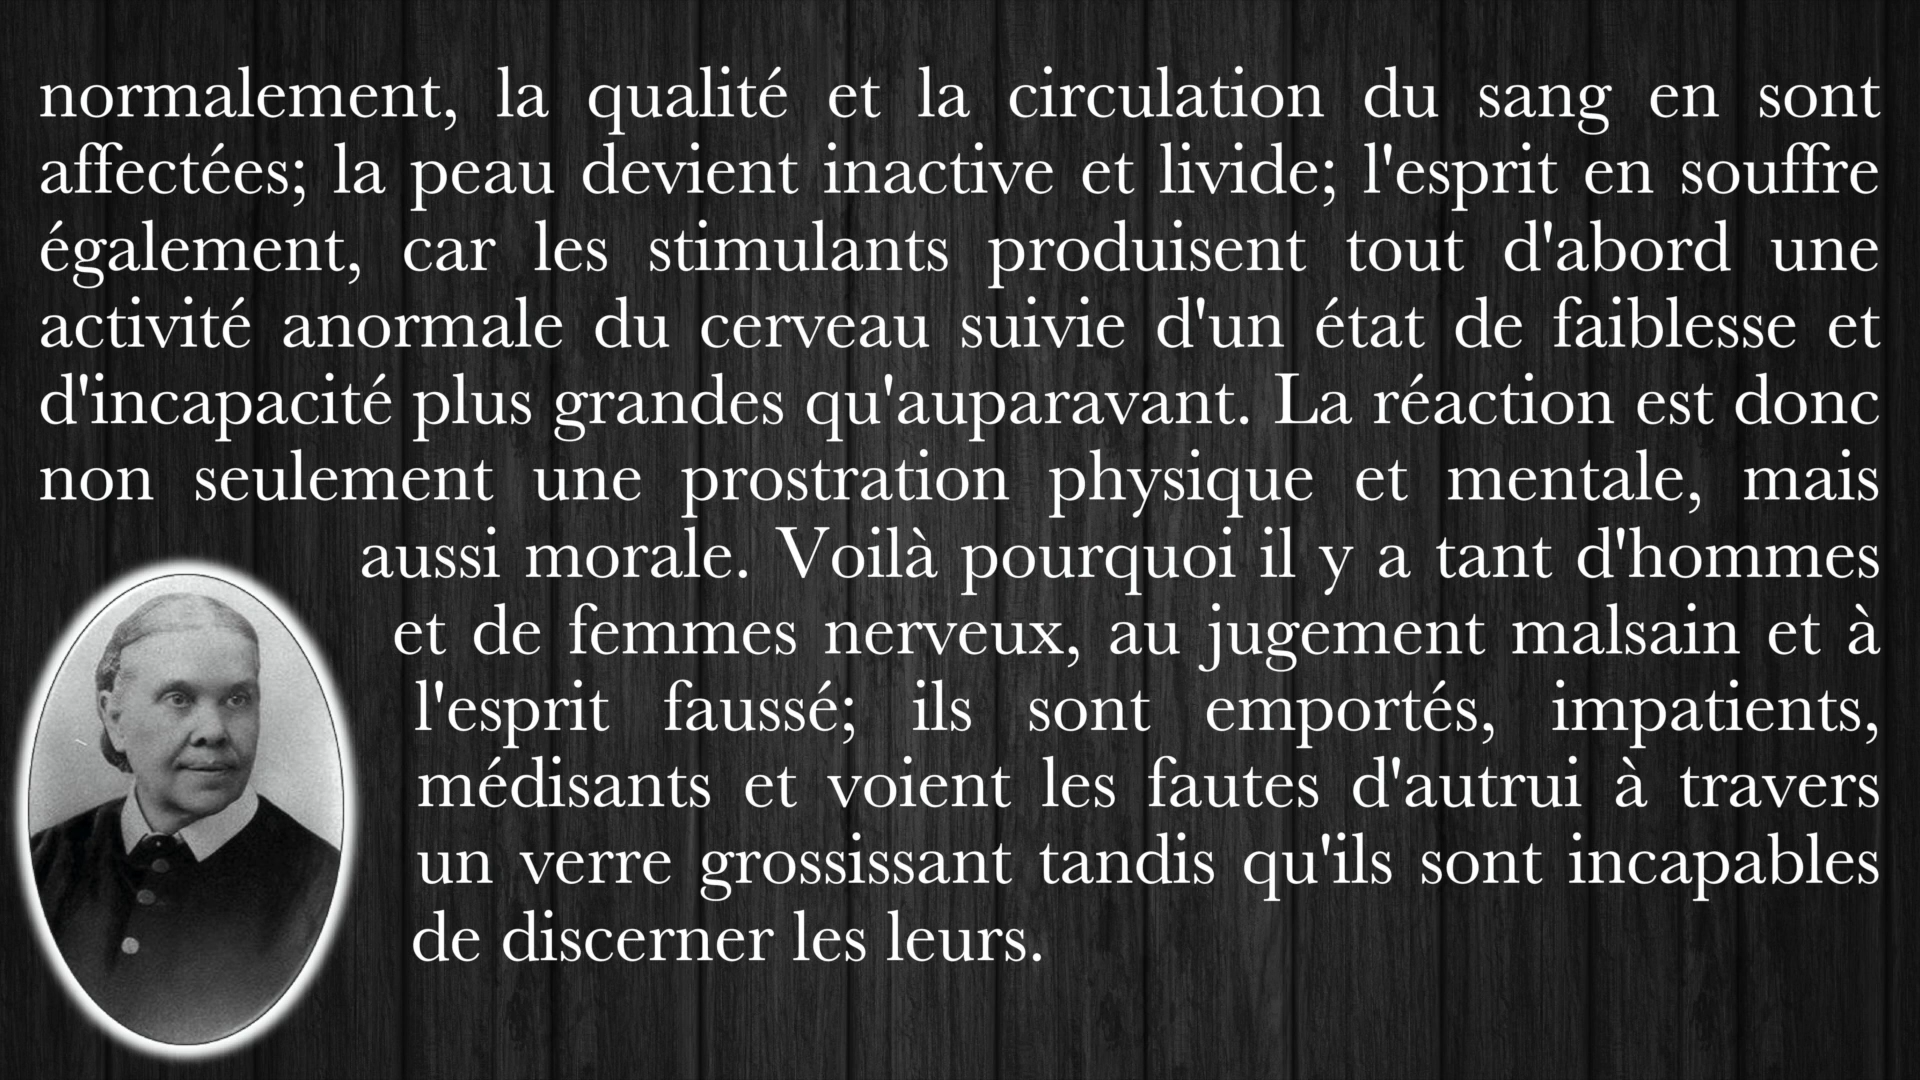 normalement, la qualité et la circulation du sang en sont
affectées; la peau devient inactive et livide; l'esprit en souffre
également, car les stimulants produisent tout d'abord une
activité anormale du cerveau suivie d'un état de faiblesse et
d'incapacité plus grandes qu'auparavant. La réaction est donc
non seulement une prostration physique et mentale, mais
aussi morale. Voilà pourquoi il y a tant d'hommes
et de femmes nerveux, au jugement malsain et à
l'esprit faussé; ils sont emportés, impatients,
médisants et voient les fautes d'autrui à travers
un verre grossissant tandis qu'ils sont incapables
de discerner les leurs.